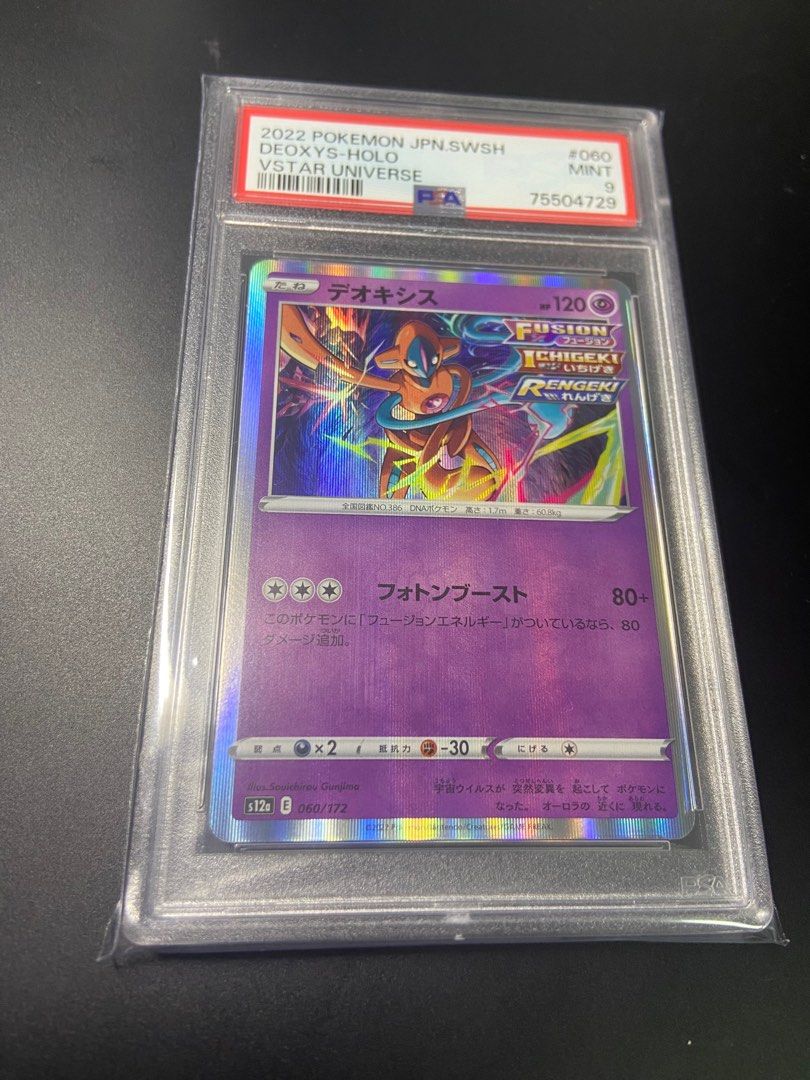 2022 POKEMON JPN.SWSH #060
DEOXYS-HOLO MINT
VSTAR UNIVERSE 9
PSA 75504729
たね デオキシス HP 120
FUSION
フュージョン
ICHIGEKI
いちげき
RENGEKI
れんげき
全国図鑑NO.386 DNAポケモン 高さ:1.7m 重さ:60.8kg
フォトンブースト 80+
このポケモンに「フュージョンエネルギー」がついているなら、80
ダメージ追加。
弱点 ×2 抵抗力 -30 にげる
Illus.Souichirou Gunjima
宇宙ウイルスが 突然変異を 起こして ポケモンに
なった。 オーロラの 近くに 現れる。
s12a E 060/172
©2022 Pokémon/Nintendo/Creatures/GAME FREAK.
PSA